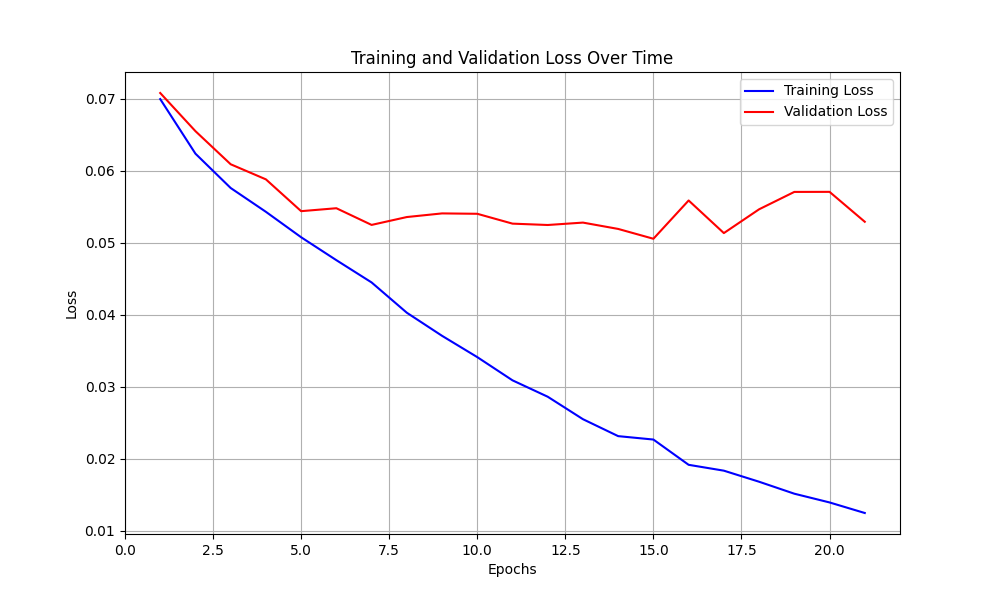 Training and Validation Loss Over Time
Training Loss
Validation Loss
Loss
0.07
0.06
0.05
0.04
0.03
0.02
0.01
0.0 2.5 5.0 7.5 10.0 12.5 15.0 17.5 20.0
Epochs